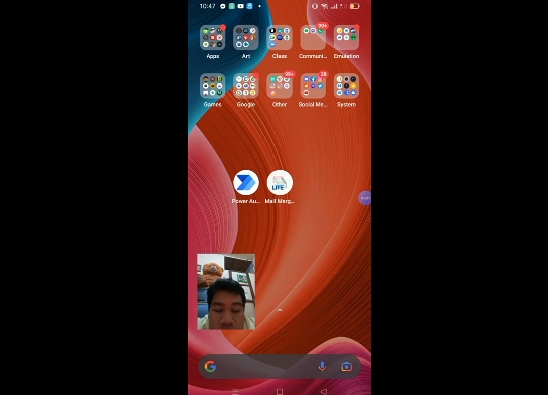 10:47
99+
Apps Art Class Communi... Emulation
99+ 28
Games Google Other Social Me... System
LITE
Power Au... Mail Merg...